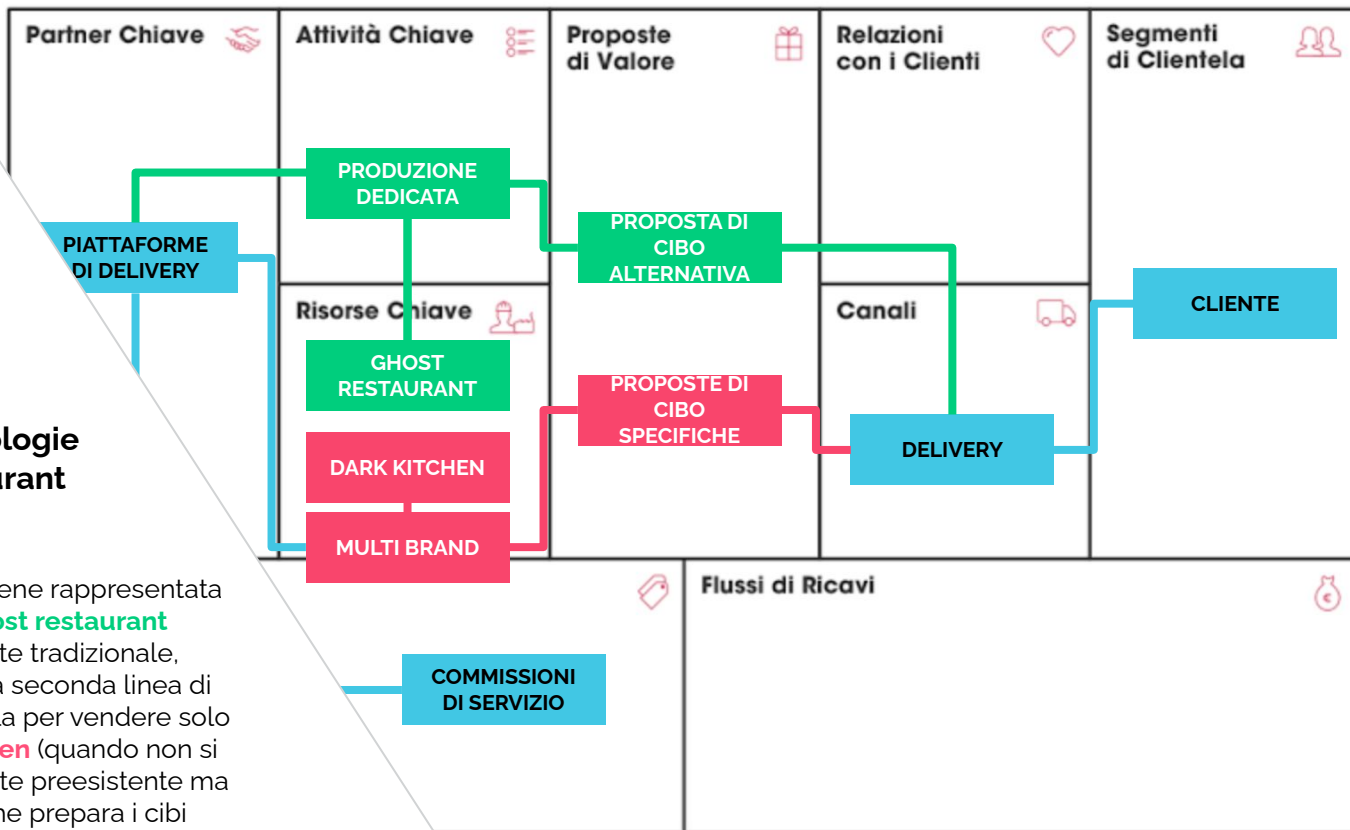 Partner Chiave
Attività Chiave
Proposte
di Valore
Relazioni
con i Clienti
Segmenti
di Clientela
PRODUZIONE
DEDICATA
PIATTAFORME
DI DELIVERY
PROPOSTA DI
CIBO
ALTERNATIVA
CLIENTE
Risorse Chiave
Canali
GHOST
RESTAURANT
PROPOSTE DI
CIBO
SPECIFICHE
DARK KITCHEN
DELIVERY
MULTI BRAND
ologie
urant
ene rappresentata
ost restaurant
te tradizionale,
a seconda linea di
la per vendere solo
en (quando non si
te preesistente ma
ne prepara i cibi
Flussi di Ricavi
€
COMMISSIONI
DI SERVIZIO